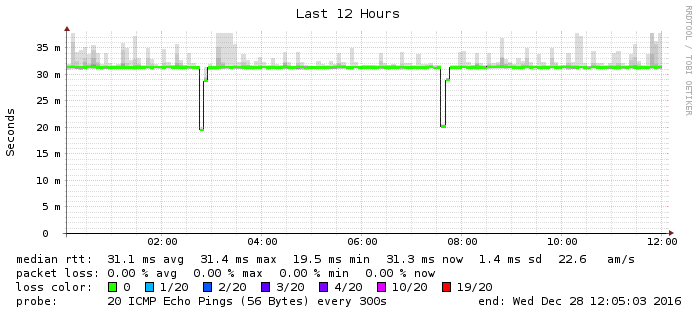 Last 12 Hours
RRDTOOL / TOBI OETIKER
Seconds
35 m
30 m
25 m
20 m
15 m
10 m
5 m
0
02:00 04:00 06:00 08:00 10:00 12:00
median rtt: 31.1 ms avg 31.4 ms max 19.5 ms min 31.3 ms now 1.4 ms sd 22.6 am/s
packet loss: 0.00 % avg 0.00 % max 0.00 % min 0.00 % now
loss color: 0 1/20 2/20 3/20 4/20 10/20 19/20
probe: 20 ICMP Echo Pings (56 Bytes) every 300s end: Wed Dec 28 12:05:03 2016